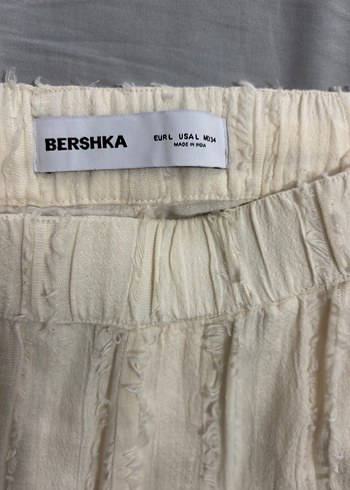 BERSHKA
EUR L USA L MEX 34
MADE IN INDIA